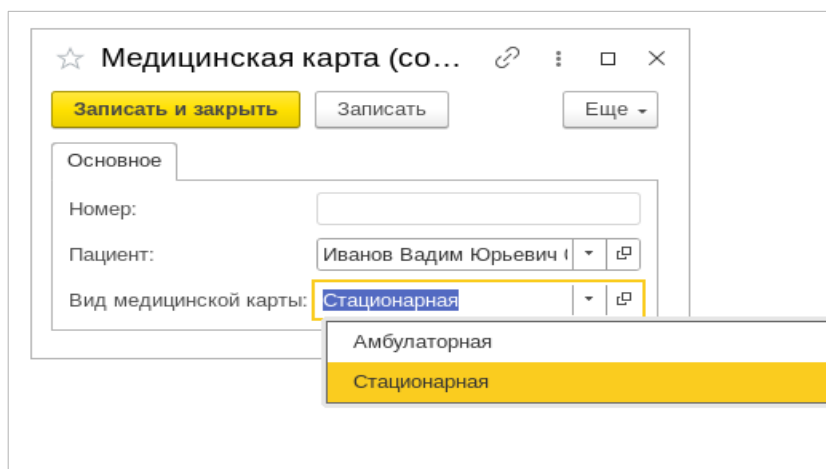 Медицинская карта (со...
Записать и закрыть Записать Еще
Основное
Номер:
Пациент: Иванов Вадим Юрьевич (
Вид медицинской карты: Стационарная
Амбулаторная
Стационарная